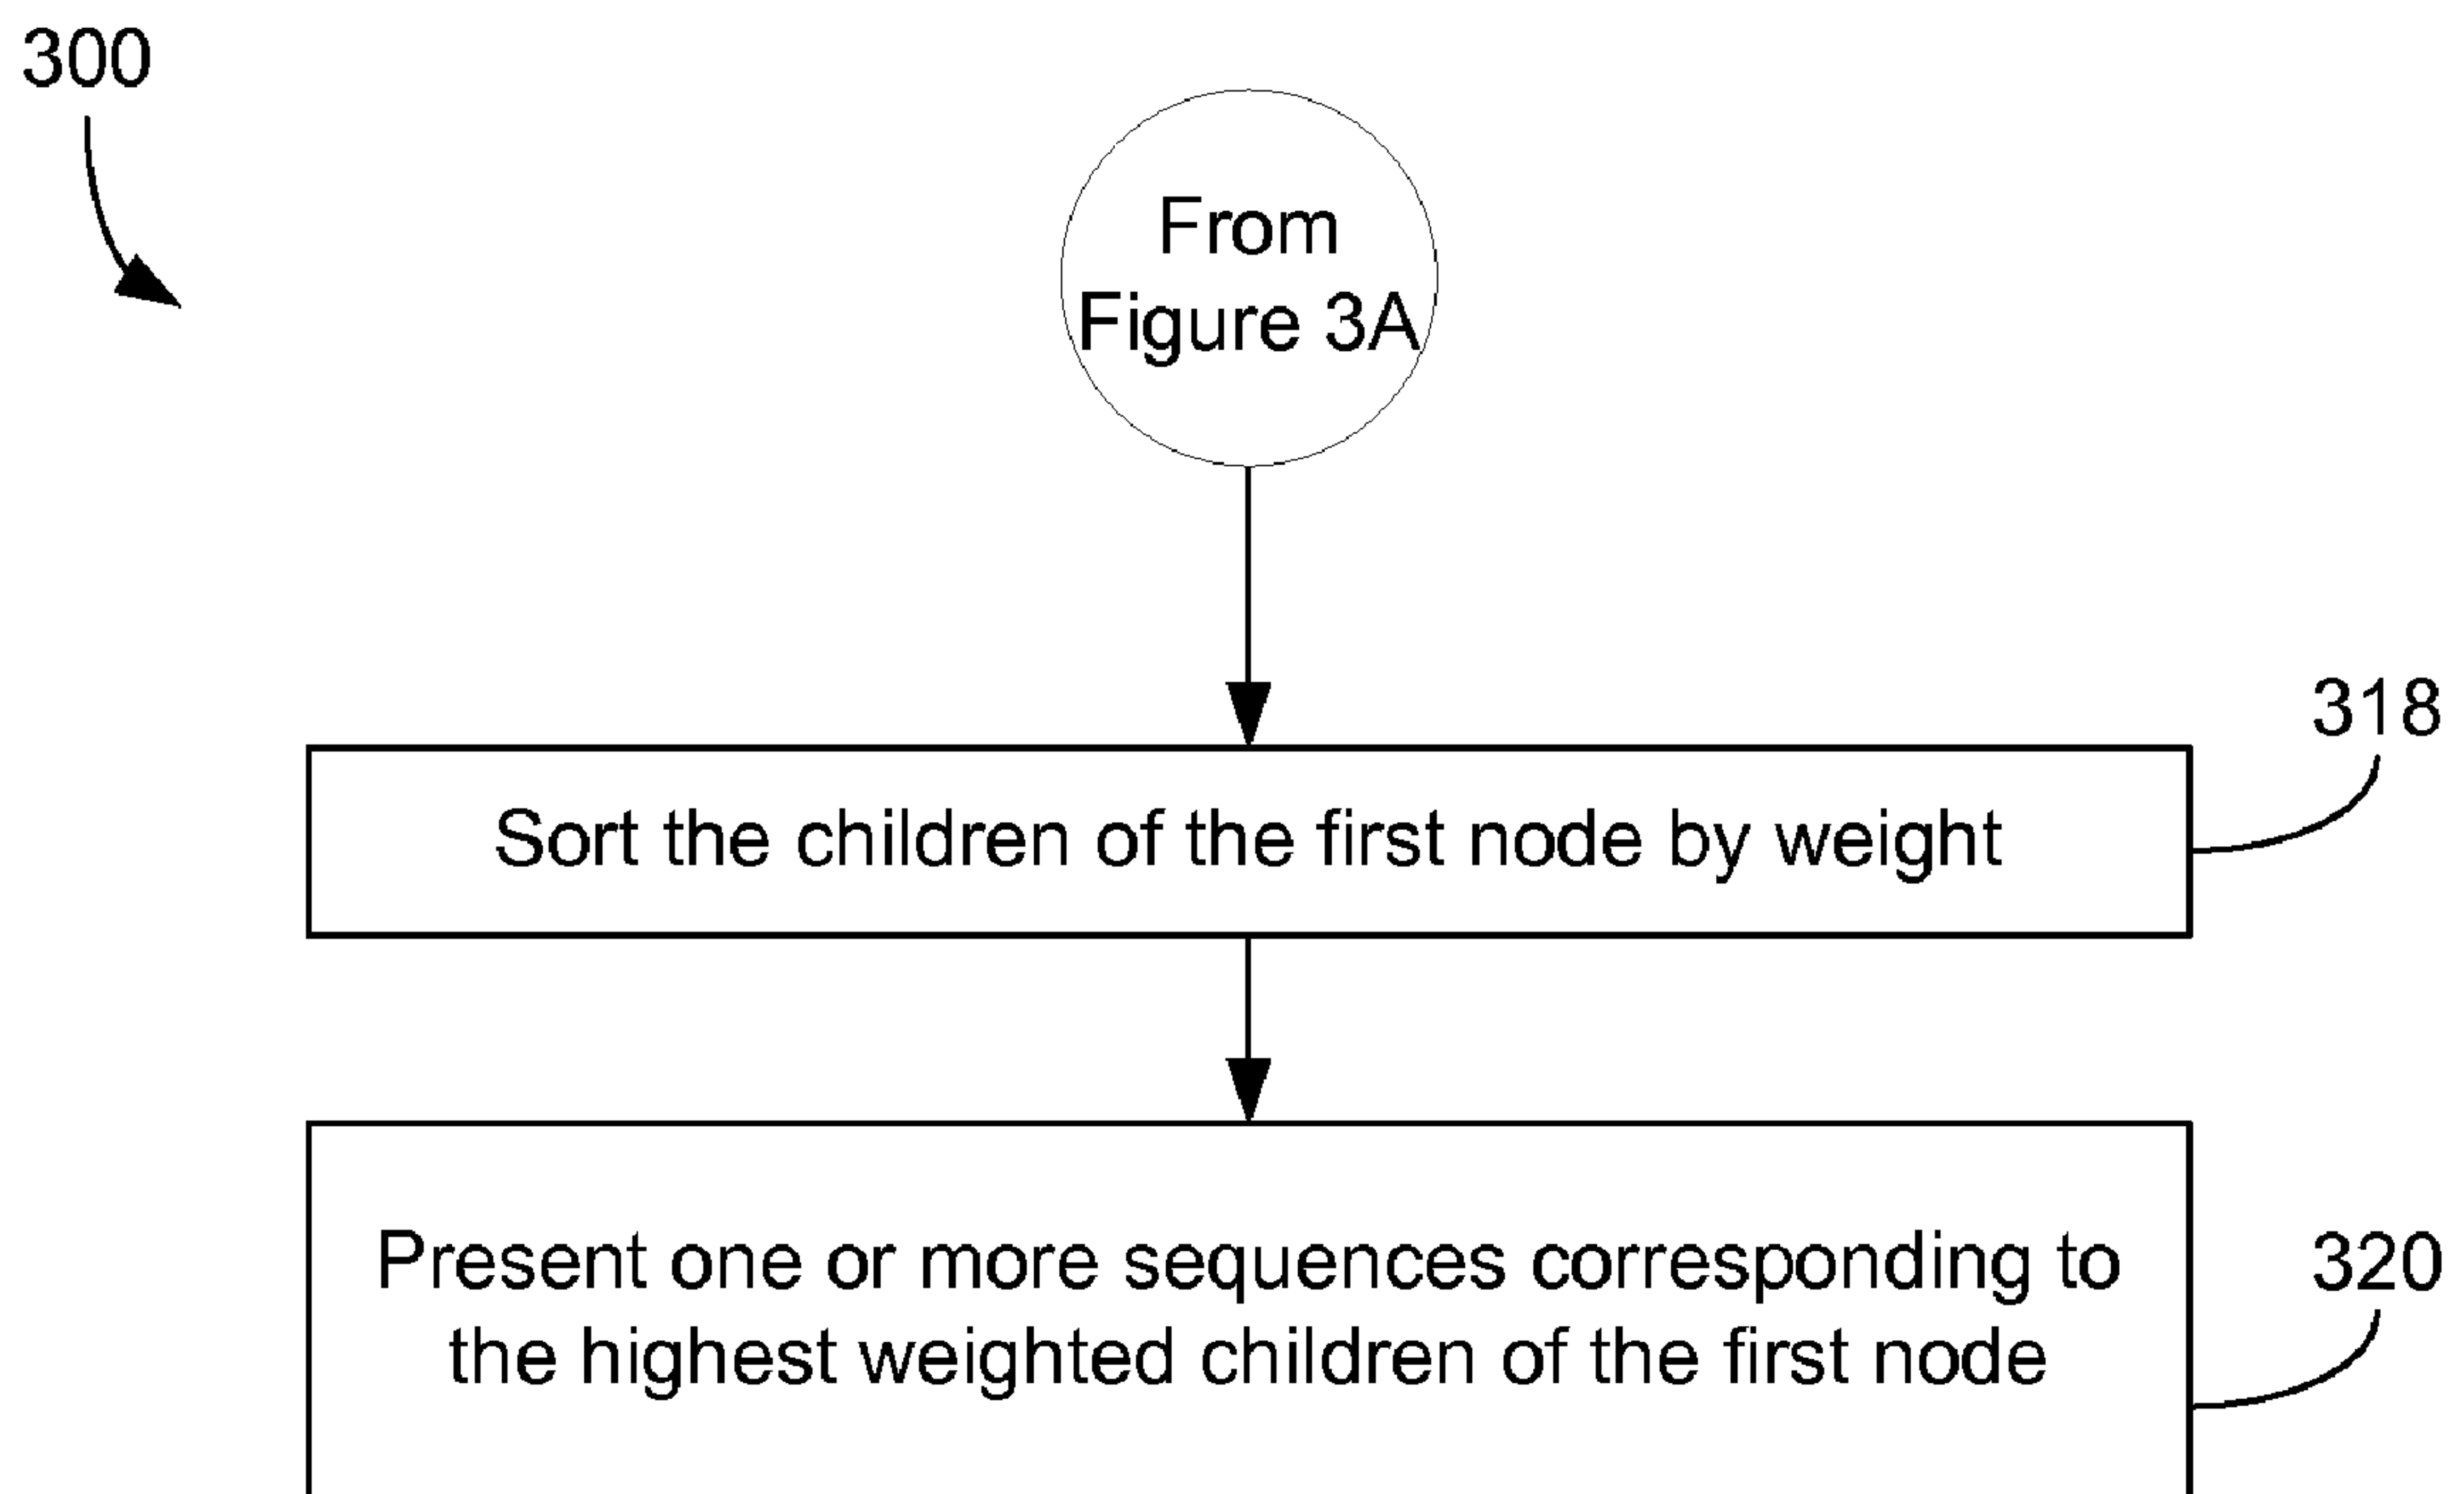 300
From
Figure 3A
318
Sort the children of the first node by weight
Present one or more sequences corresponding to
320
the highest weighted children of the first node